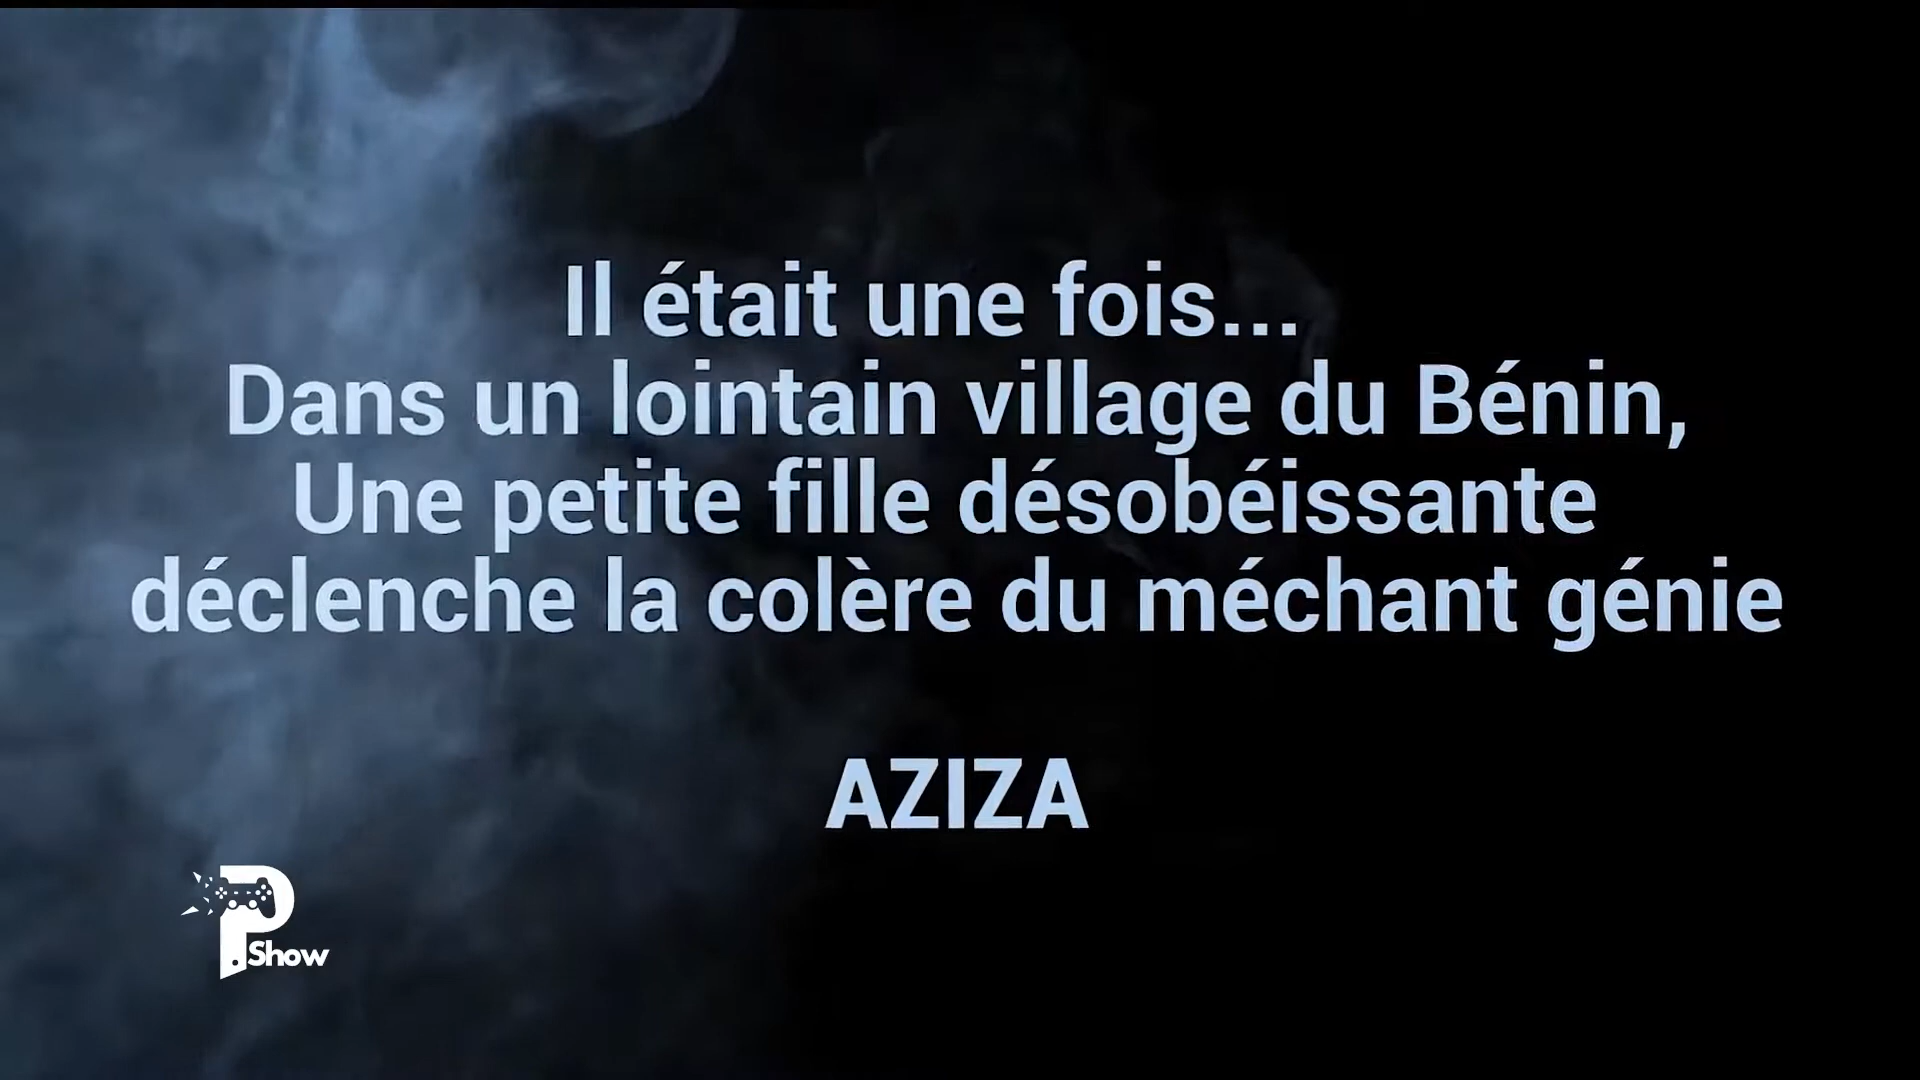 Il était une fois...
Dans un lointain village du Bénin,
Une petite fille désobéissante
déclenche la colère du méchant génie
AZIZA
P.Show